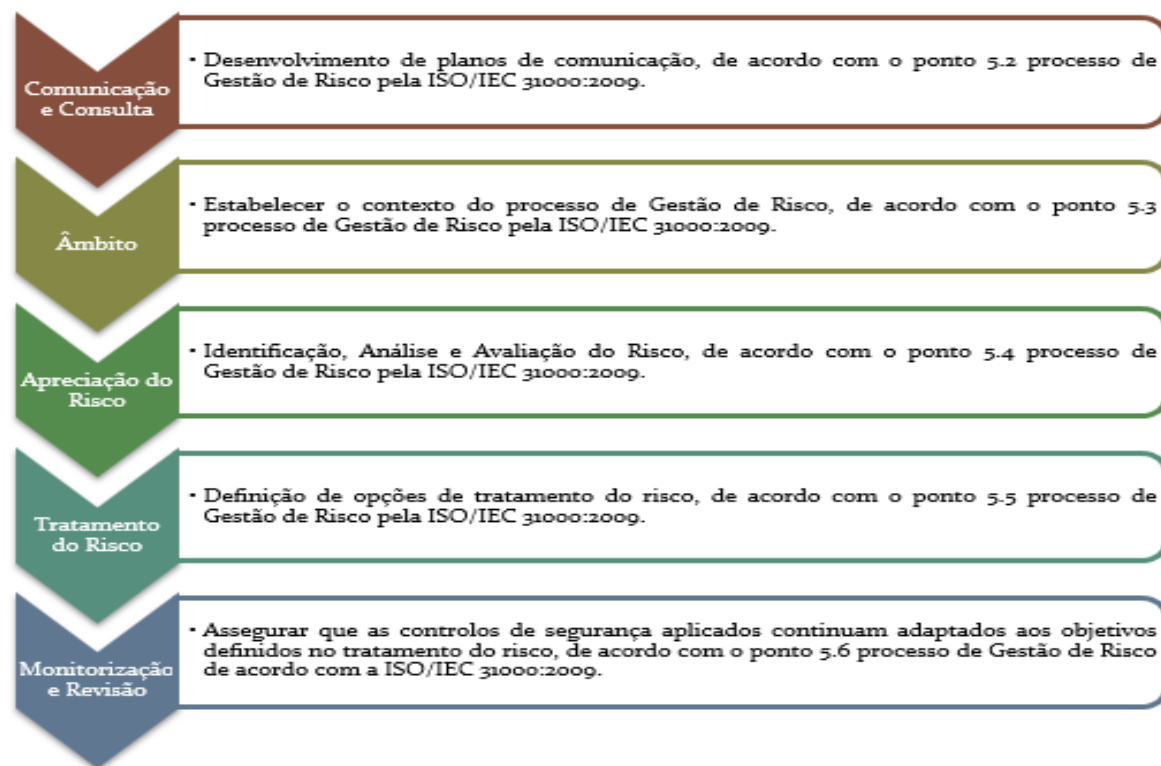 Comunicação
e Consulta
• Desenvolvimento de planos de comunicação, de acordo com o ponto 5.2 processo de
Gestão de Risco pela ISO/IEC 31000:2009.
Âmbito
• Estabelecer o contexto do processo de Gestão de Risco, de acordo com o ponto 5.3
processo de Gestão de Risco pela ISO/IEC 31000:2009.
Apreciação do
Risco
• Identificação, Análise e Avaliação do Risco, de acordo com o ponto 5.4 processo de
Gestão de Risco pela ISO/IEC 31000:2009.
Tratamento
do Risco
• Definição de opções de tratamento do risco, de acordo com o ponto 5.5 processo de
Gestão de Risco pela ISO/IEC 31000:2009.
Monitorização
e Revisão
• Assegurar que as controlos de segurança aplicados continuam adaptados aos objetivos
definidos no tratamento do risco, de acordo com o ponto 5.6 processo de Gestão de Risco
de acordo com a ISO/IEC 31000:2009.